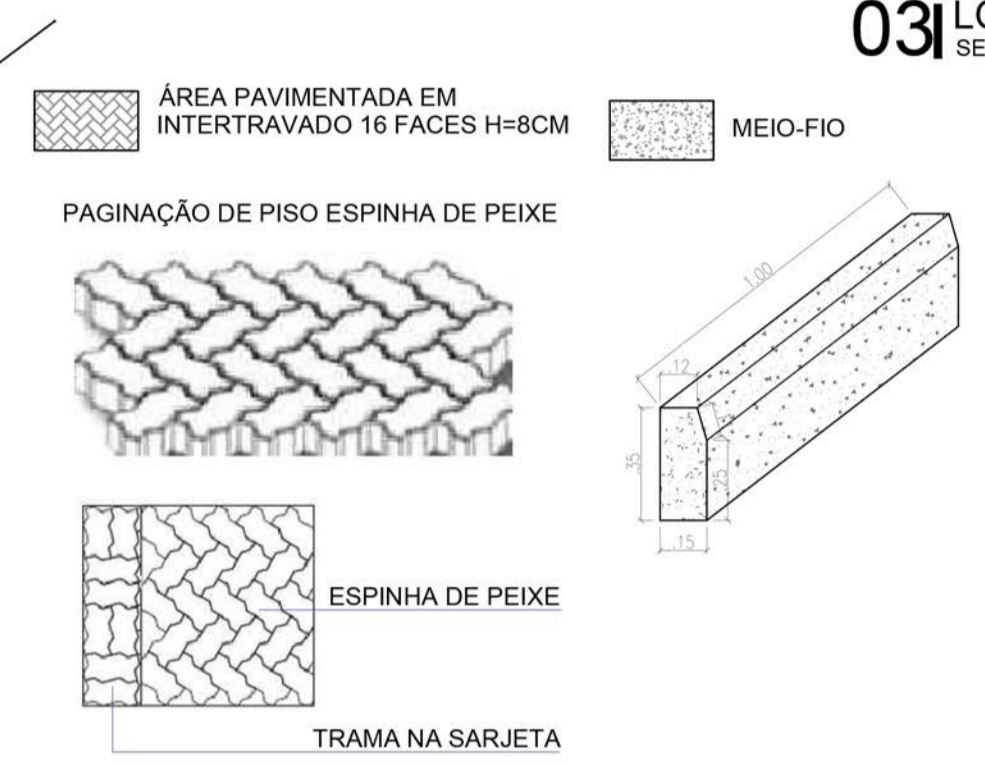 03
ÁREA PAVIMENTADA EM
INTERTRAVADO 16 FACES H=8CM
MEIO-FIO
PAGINAÇÃO DE PISO ESPINHA DE PEIXE
1,00
.12
.35
.25
.15
ESPINHA DE PEIXE
TRAMA NA SARJETA